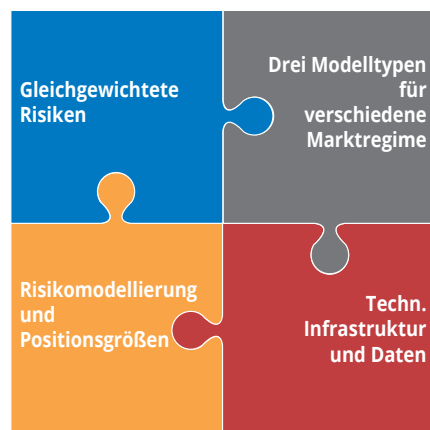 Gleichgewichtete
Risiken
Drei Modelltypen
für
verschiedene
Marktregime
Risikomodellierung
und
Positionsgrößen
Techn.
Infrastruktur
und Daten